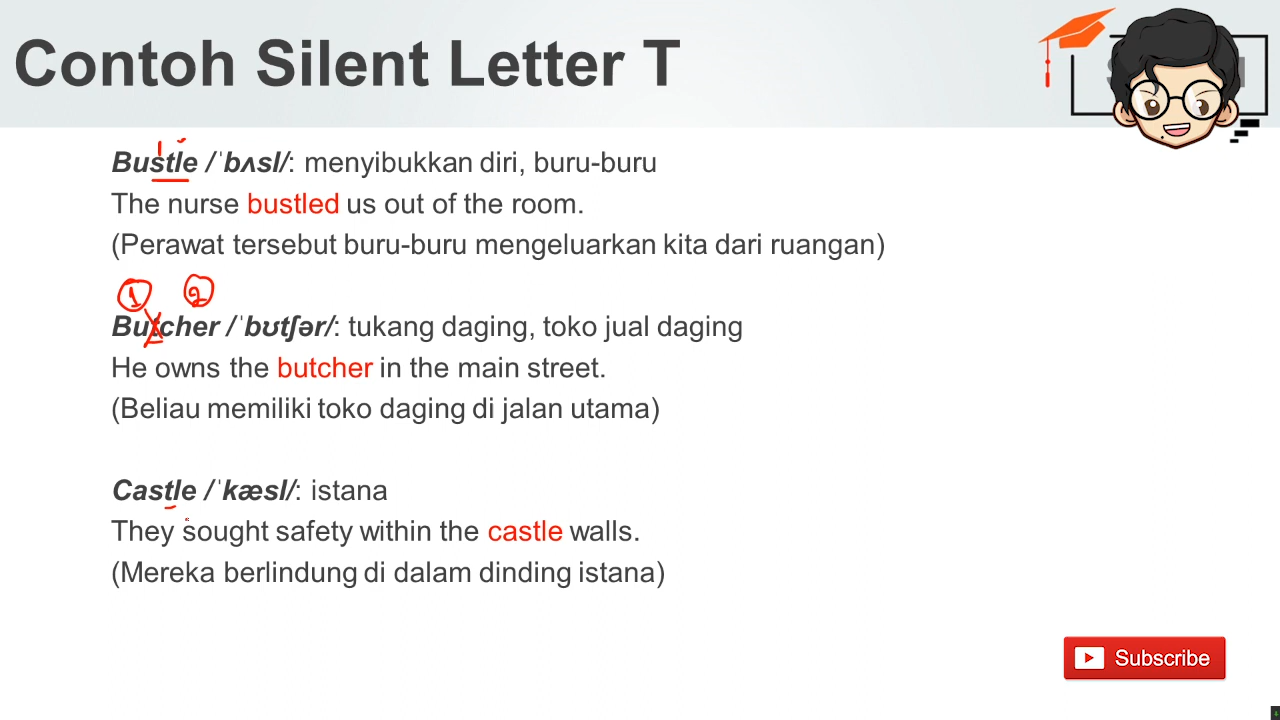 Contoh Silent Letter T
Bustle /ˈbʌsl/: menyibukkan diri, buru-buru
The nurse bustled us out of the room.
(Perawat tersebut buru-buru mengeluarkan kita dari ruangan)
1 2
Butcher /ˈbʊtʃər/: tukang daging, toko jual daging
He owns the butcher in the main street.
(Beliau memiliki toko daging di jalan utama)
Castle /ˈkæsl/: istana
They sought safety within the castle walls.
(Mereka berlindung di dalam dinding istana)
Subscribe